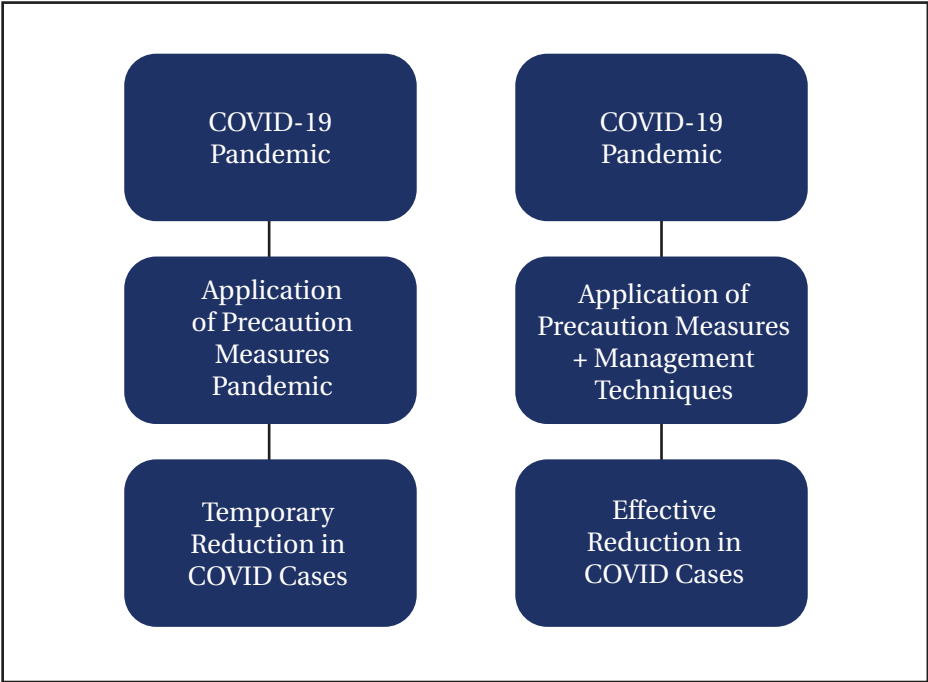 COVID-19
Pandemic
Application
of Precaution
Measures
Pandemic
Temporary
Reduction in
COVID Cases
COVID-19
Pandemic
Application of
Precaution Measures
+ Management
Techniques
Effective
Reduction in
COVID Cases